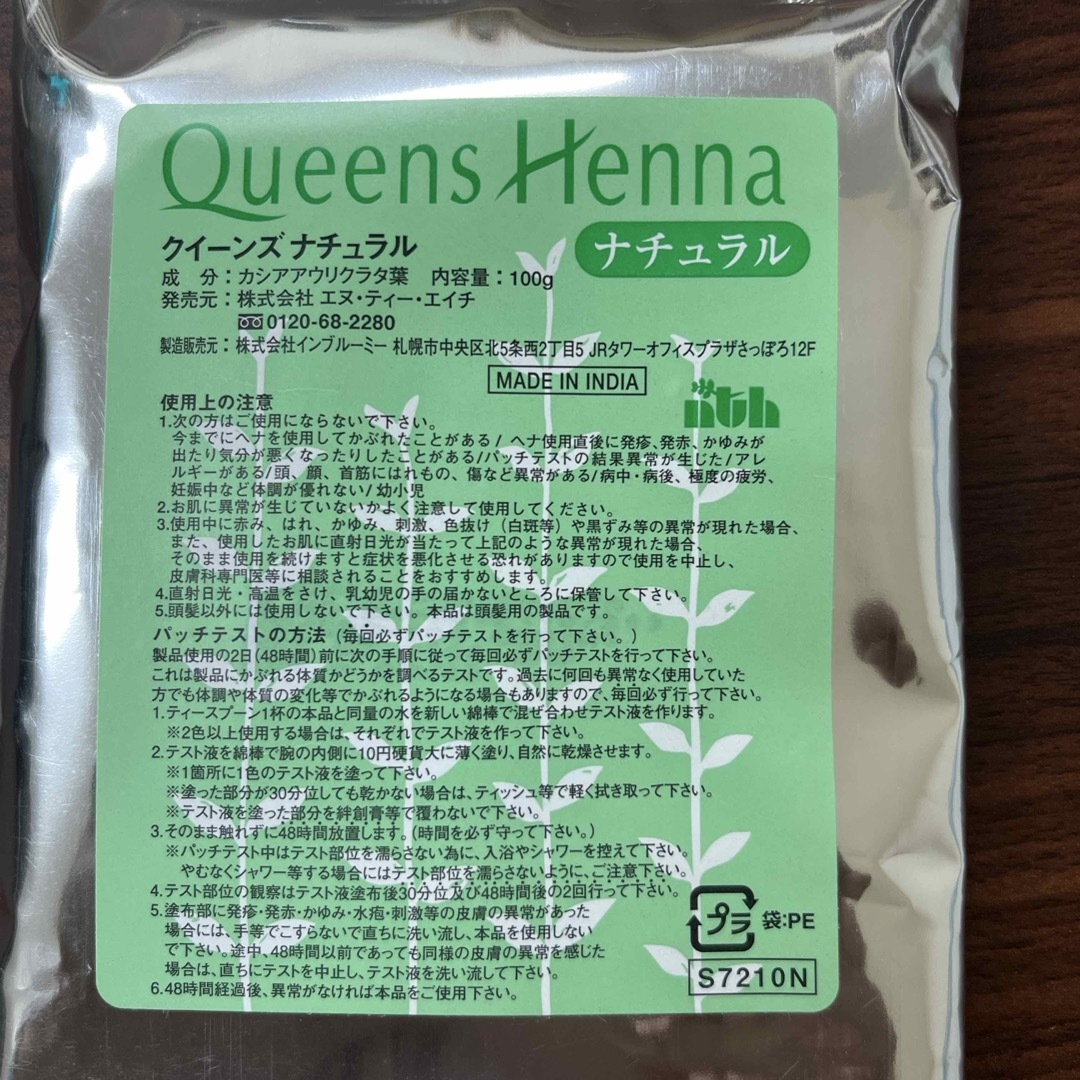 Queens Henna
クイーンズ ナチュラル
ナチュラル
成 分：カシアアウリクラタ葉 内容量：100g
発売元：株式会社 エヌ・ティー・エイチ
0120-68-2280
製造販売元：株式会社インブルーミー 札幌市中央区北5条西2丁目5 JRタワーオフィスプラザさっぽろ12F
MADE IN INDIA
nth
使用上の注意
1.次の方はご使用にならないで下さい。
今までにヘナを使用してかぶれたことがある/ ヘナ使用直後に発疹、発赤、かゆみが
出たり気分が悪くなったりしたことがある/パッチテストの結果異常が生じた/アレ
ルギーがある/頭、顔、首筋にはれもの、傷など異常がある/病中・病後、極度の疲労、
妊娠中など体調が優れない/ 幼小児
2.お肌に異常が生じていないかよく注意して使用してください。
3.使用中に赤み、はれ、かゆみ、刺激、色抜け（白斑等）や黒ずみ等の異常が現れた場合、
また、使用したお肌に直射日光が当たって上記のような異常が現れた場合、
そのまま使用を続けますと症状を悪化させる恐れがありますので使用を中止し、
皮膚科専門医等に相談されることをおすすめします。
4.直射日光・高温をさけ、乳幼児の手の届かないところに保管して下さい。
5.頭髪以外には使用しないで下さい。本品は頭髪用の製品です。
パッチテストの方法（毎回必ずパッチテストを行って下さい。）
製品使用の2日（48時間）前に次の手順に従って毎回必ずパッチテストを行って下さい。
これは製品にかぶれる体質かどうかを調べるテストです。過去に何回も異常なく使用していた
方でも体調や体質の変化等でかぶれるようになる場合もありますので、毎回必ず行って下さい。
1.ティースプーン1杯の本品と同量の水を新しい綿棒で混ぜ合わせテスト液を作ります。
※2色以上使用する場合は、それぞれでテスト液を作って下さい。
2.テスト液を綿棒で腕の内側に10円硬貨大に薄く塗り、自然に乾燥させます。
※1箇所に1色のテスト液を塗って下さい。
※塗った部分が30分位しても乾かない場合は、ティッシュ等で軽く拭き取って下さい。
※テスト液を塗った部分を絆創膏等で覆わないで下さい。
3.そのまま触れずに48時間放置します。（時間を必ず守って下さい。）
※パッチテスト中はテスト部位を濡らさない為に、入浴やシャワーを控えて下さい。
やむなくシャワー等する場合にはテスト部位を濡らさないように、ご注意下さい。
4.テスト部位の観察はテスト液塗布後30分位及び48時間後の2回行って下さい。
5.塗布部に発疹・発赤・かゆみ・水疱・刺激等の皮膚の異常があった
場合には、手等でこすらないで直ちに洗い流し、本品を使用しない
で下さい。途中、48時間以前であっても同様の皮膚の異常を感じた
場合は、直ちにテストを中止し、テスト液を洗い流して下さい。
6.48時間経過後、異常がなければ本品をご使用下さい。
プラ 袋：PE
S7210N